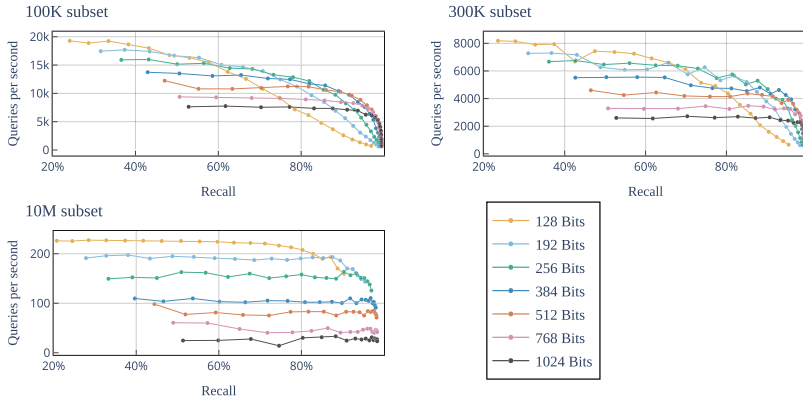 100K subset
Queries per second
20k
15k
10k
5k
0
20%
40%
60%
80%
Recall
300K subset
Queries per second
8000
6000
4000
2000
0
20%
40%
60%
80%
Recall
10M subset
Queries per second
200
100
0
20%
40%
60%
80%
Recall
128 Bits
192 Bits
256 Bits
384 Bits
512 Bits
768 Bits
1024 Bits